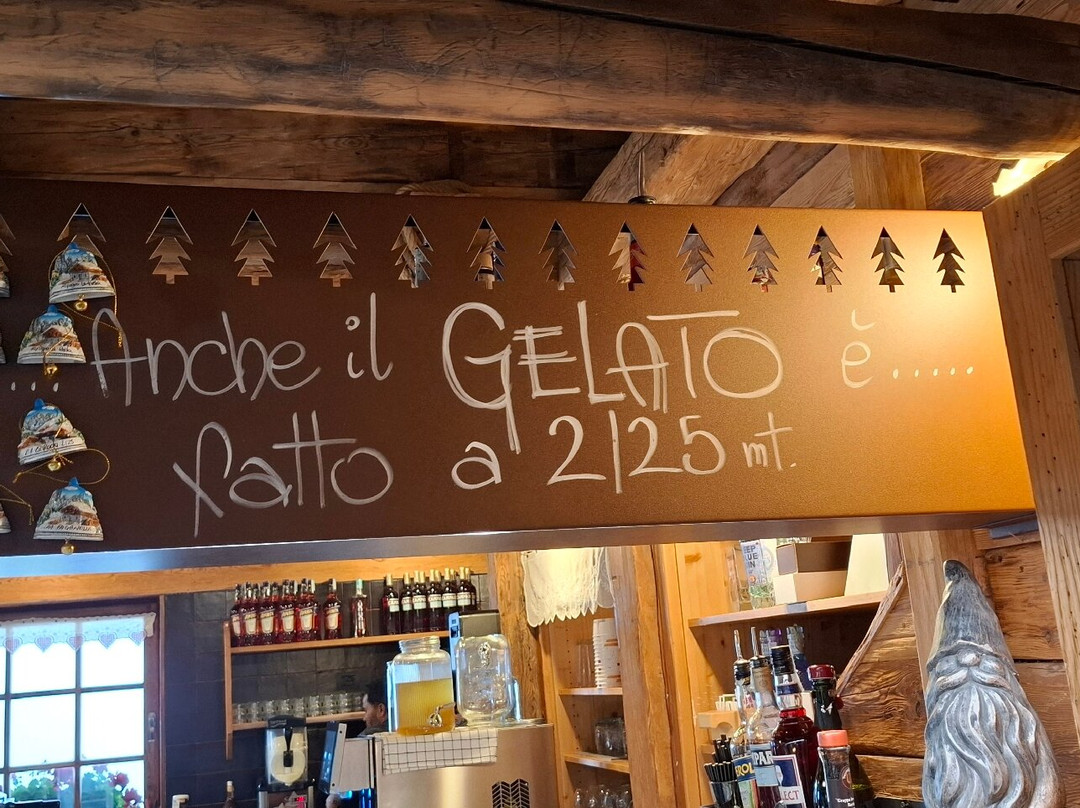 .... Anche il GELATO è.....
fatto a 2125 mt.